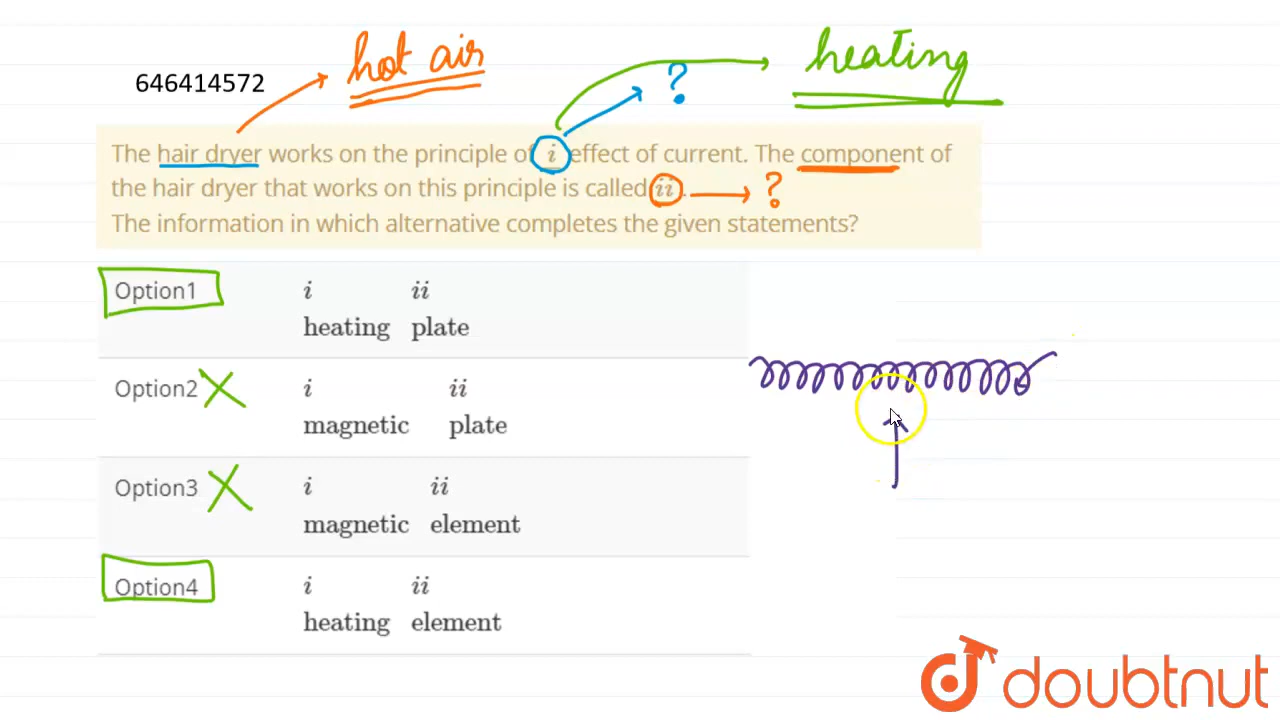 hot air
heating
646414572
?
The hair dryer works on the principle of i effect of current. The component of
the hair dryer that works on this principle is called ii. ?
The information in which alternative completes the given statements?
Option1 i ii
heating plate
Option2 i ii
magnetic plate
Option3 i ii
magnetic element
Option4 i ii
heating element
doubtnut